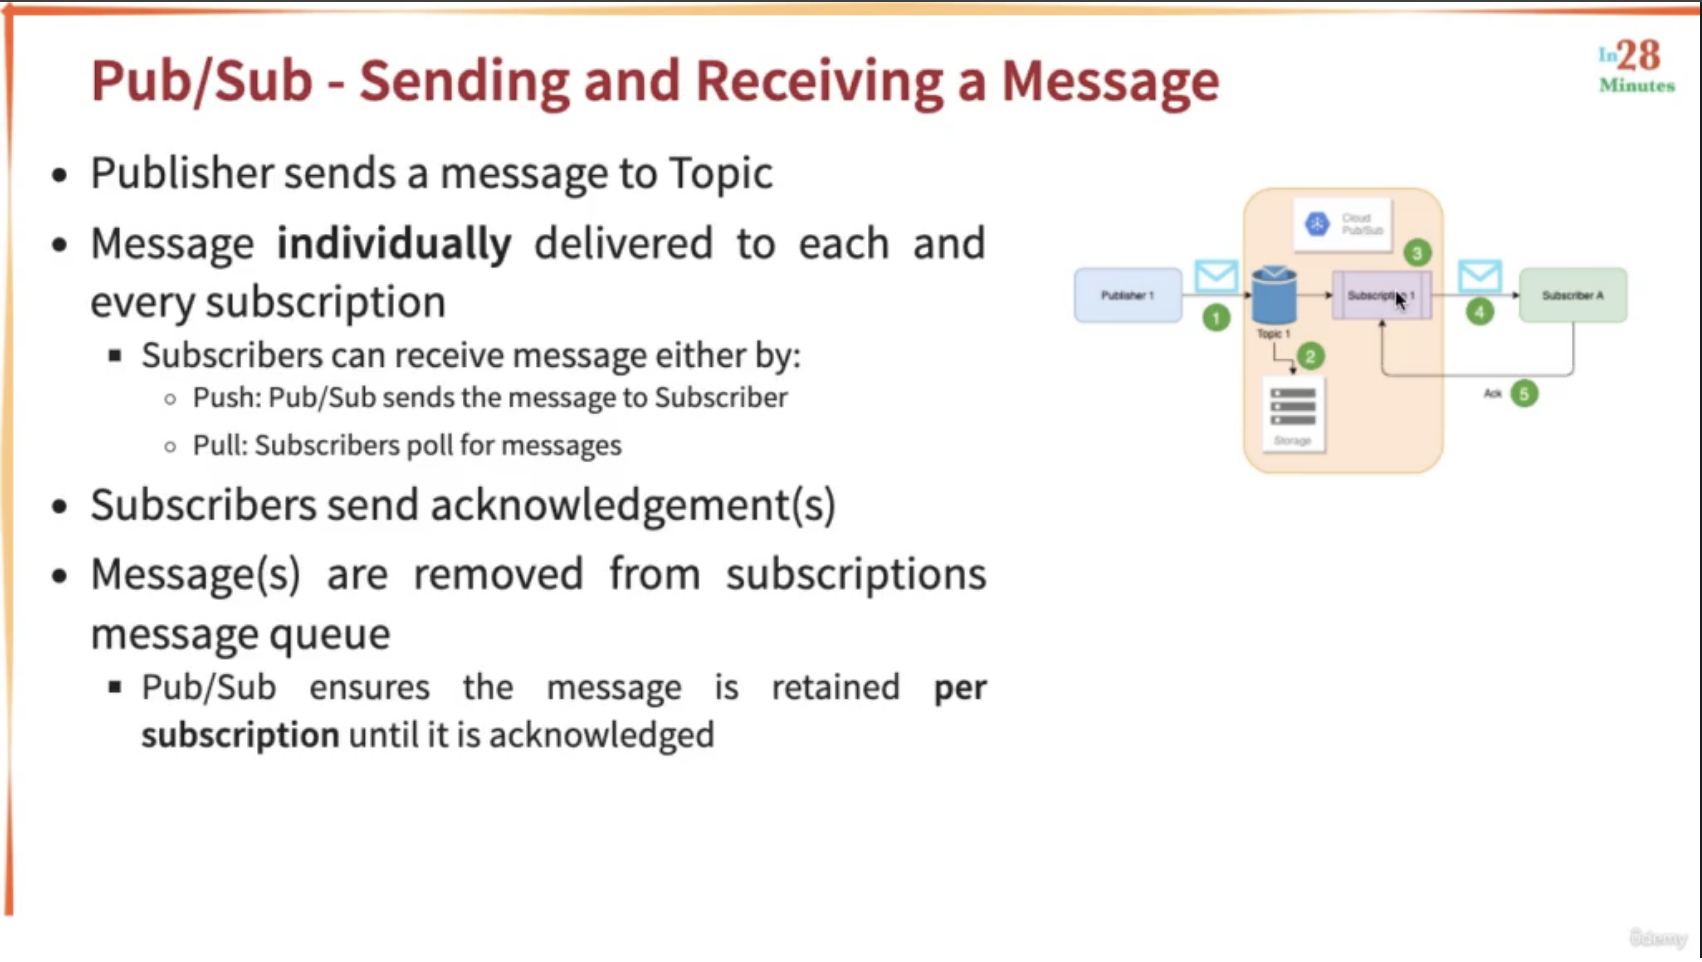 Pub/Sub - Sending and Receiving a Message
In28
Minutes
• Publisher sends a message to Topic
• Message individually delivered to each and
every subscription
▪ Subscribers can receive message either by:
○ Push: Pub/Sub sends the message to Subscriber
○ Pull: Subscribers poll for messages
• Subscribers send acknowledgement(s)
• Message(s) are removed from subscriptions
message queue
▪ Pub/Sub ensures the message is retained per
subscription until it is acknowledged
Cloud
Pub/Sub
3
Publisher 1
1
Topic 1
2
Storage
Subscription 1
4
Subscriber A
Ack 5
ûdemy